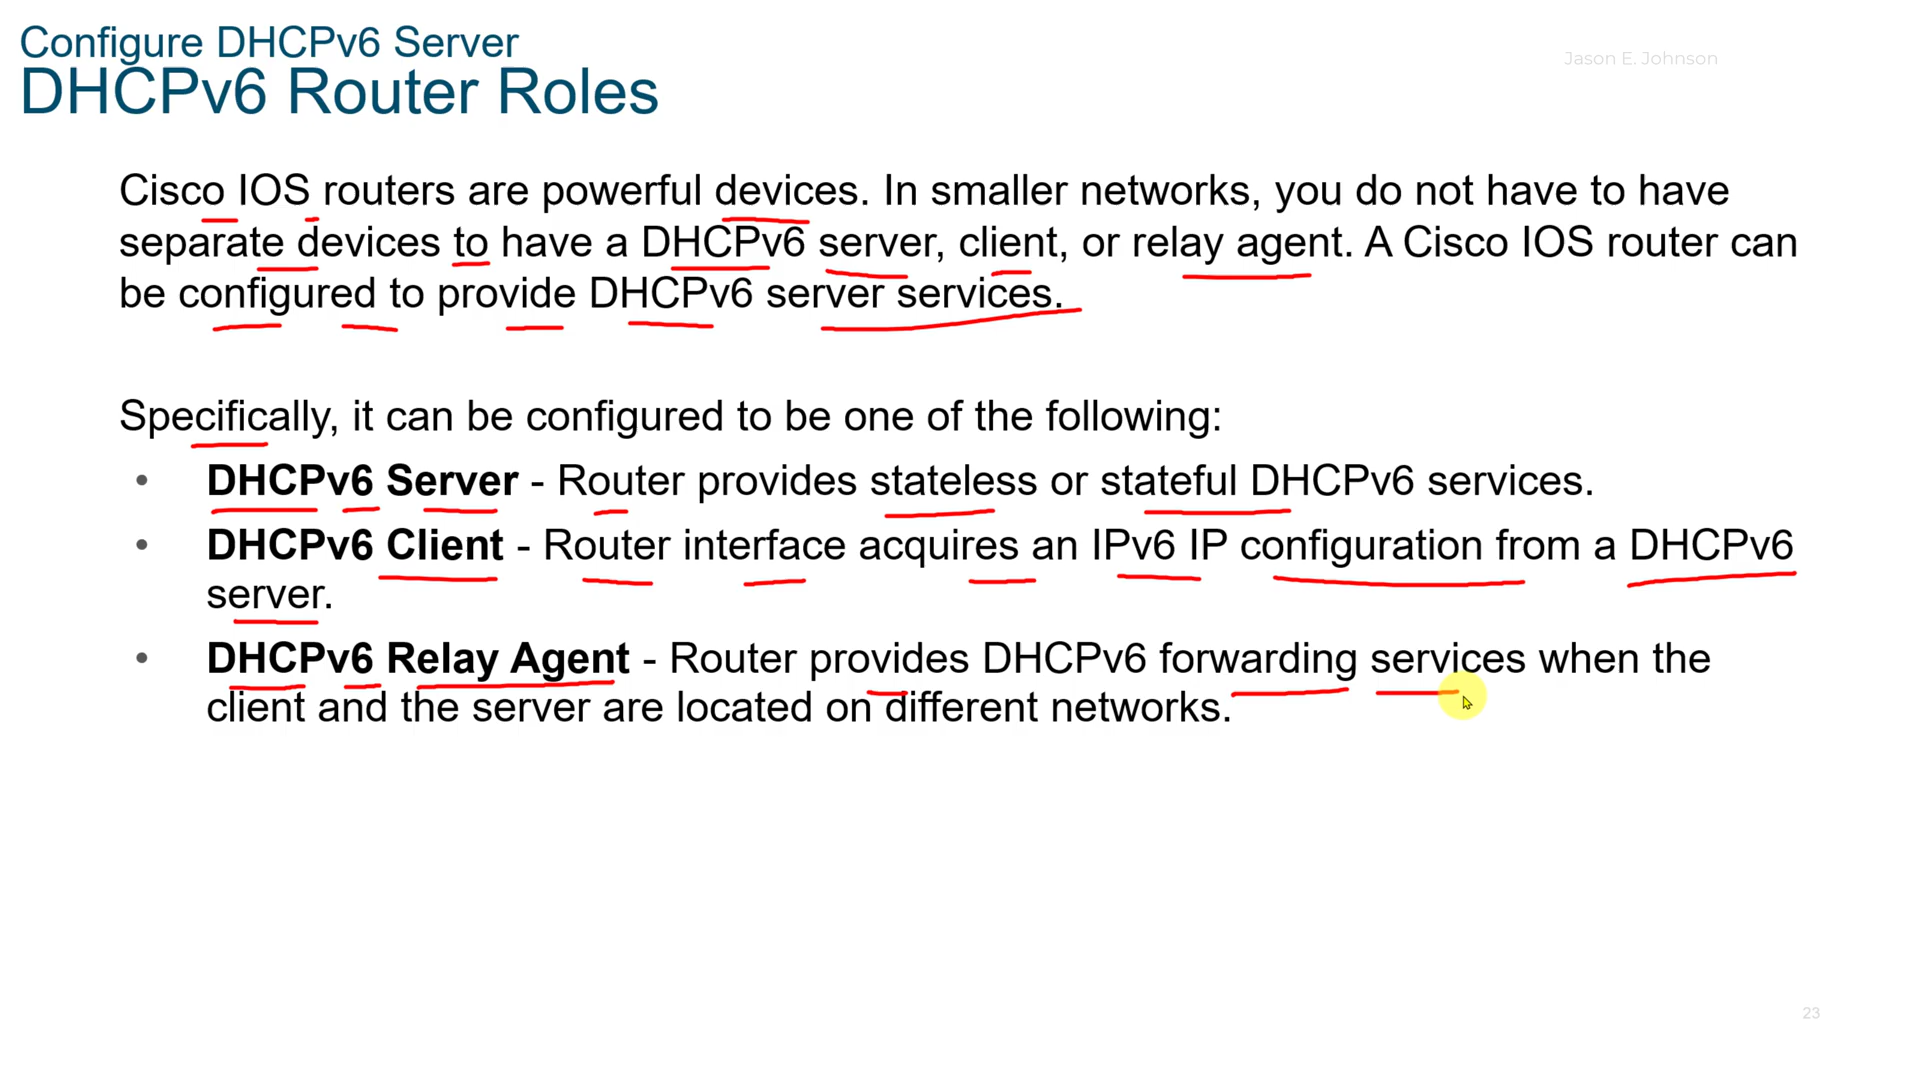 Configure DHCPv6 Server
Jason E. Johnson
DHCPv6 Router Roles
Cisco IOS routers are powerful devices. In smaller networks, you do not have to have
separate devices to have a DHCPv6 server, client, or relay agent. A Cisco IOS router can
be configured to provide DHCPv6 server services.
Specifically, it can be configured to be one of the following:
• DHCPv6 Server - Router provides stateless or stateful DHCPv6 services.
• DHCPv6 Client - Router interface acquires an IPv6 IP configuration from a DHCPv6
server.
• DHCPv6 Relay Agent - Router provides DHCPv6 forwarding services when the
client and the server are located on different networks.
23